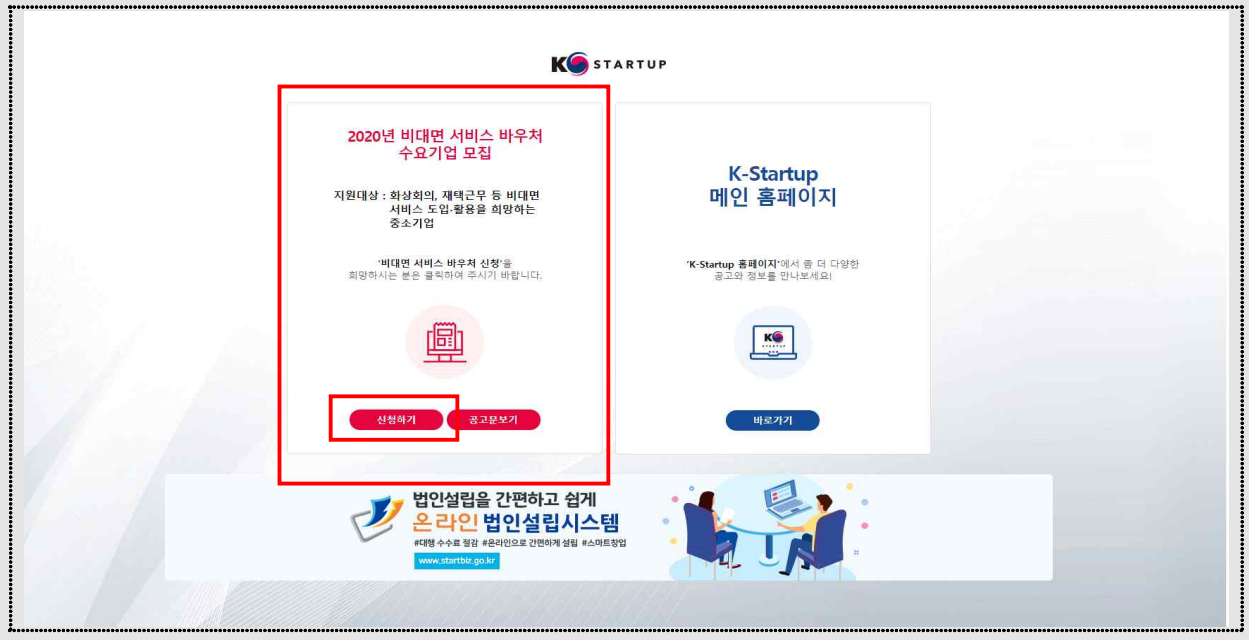 K STARTUP
2020년 비대면 서비스 바우처
수요기업 모집
지원대상 : 화상회의, 재택근무 등 비대면
서비스 도입·활용을 희망하는
중소기업
'비대면 서비스 바우처 신청'을
희망하시는 분은 클릭하여 주시기 바랍니다.
신청하기
공고문보기
K-Startup
메인 홈페이지
'K-Startup 홈페이지'에서 좀 더 다양한
공고와 정보를 만나보세요!
K
STARTUP
바로가기
법인설립을 간편하고 쉽게
온라인 법인설립시스템
#대행 수수료 절감 #온라인으로 간편하게 설립 #스마트창업
www.startbiz.go.kr